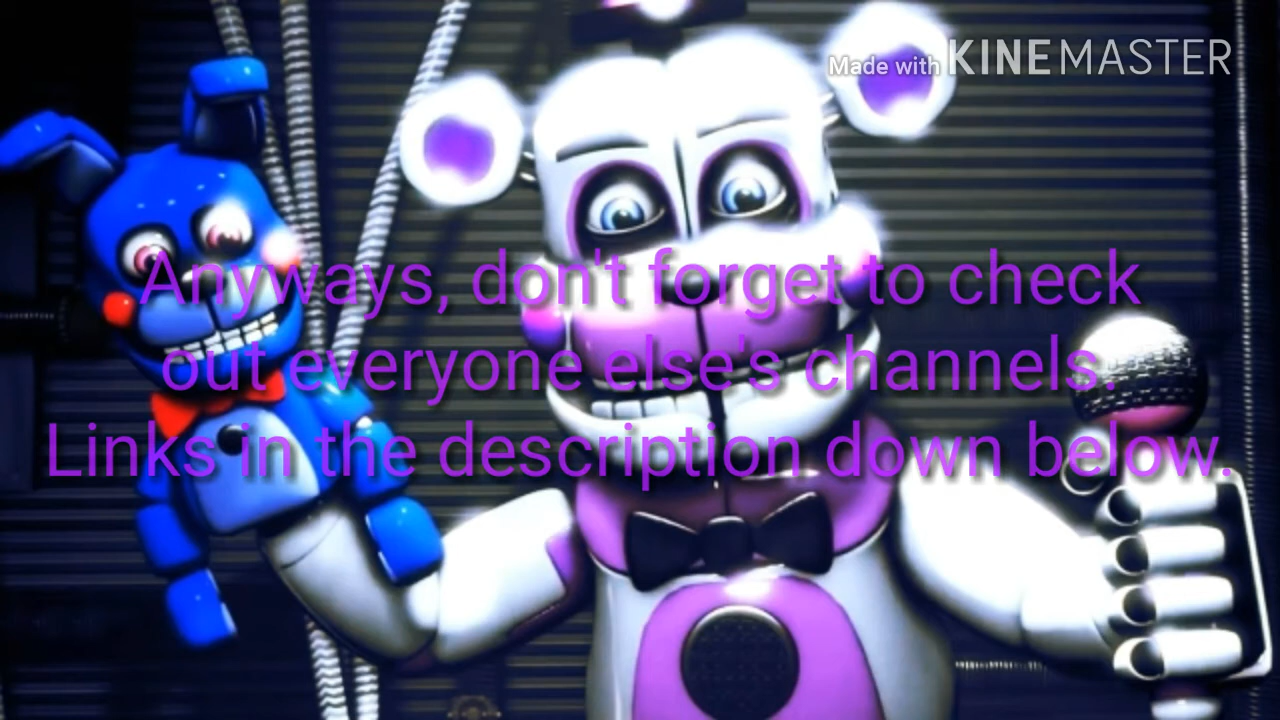 Made with KINEMASTER
Anyways, don't forget to check
out everyone else's channels.
Links in the description down below.